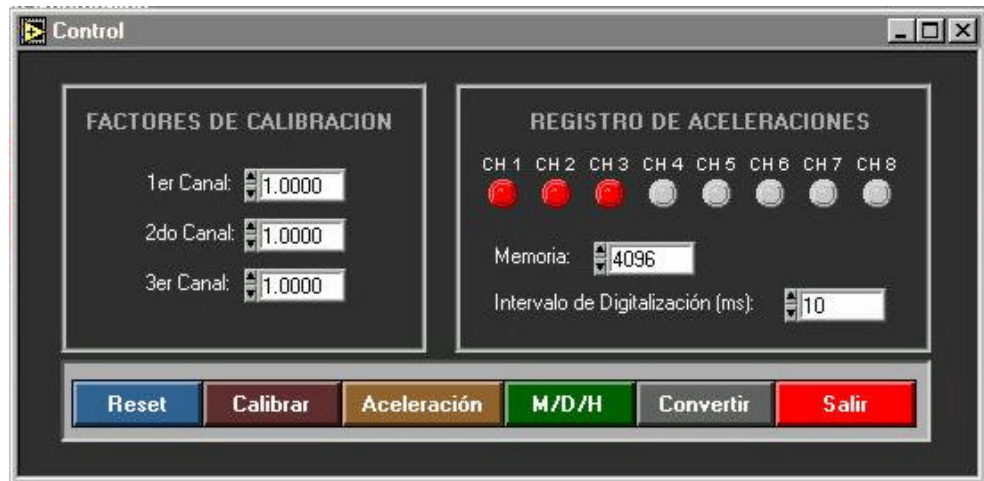 Control
FACTORES DE CALIBRACION
1er Canal: 1.0000
2do Canal: 1.0000
3er Canal: 1.0000
REGISTRO DE ACELERACIONES
CH 1 CH 2 CH 3 CH 4 CH 5 CH 6 CH 7 CH 8
Memoria: 4096
Intervalo de Digitalización (ms): 10
Reset Calibrar Aceleración M/D/H Convertir Salir